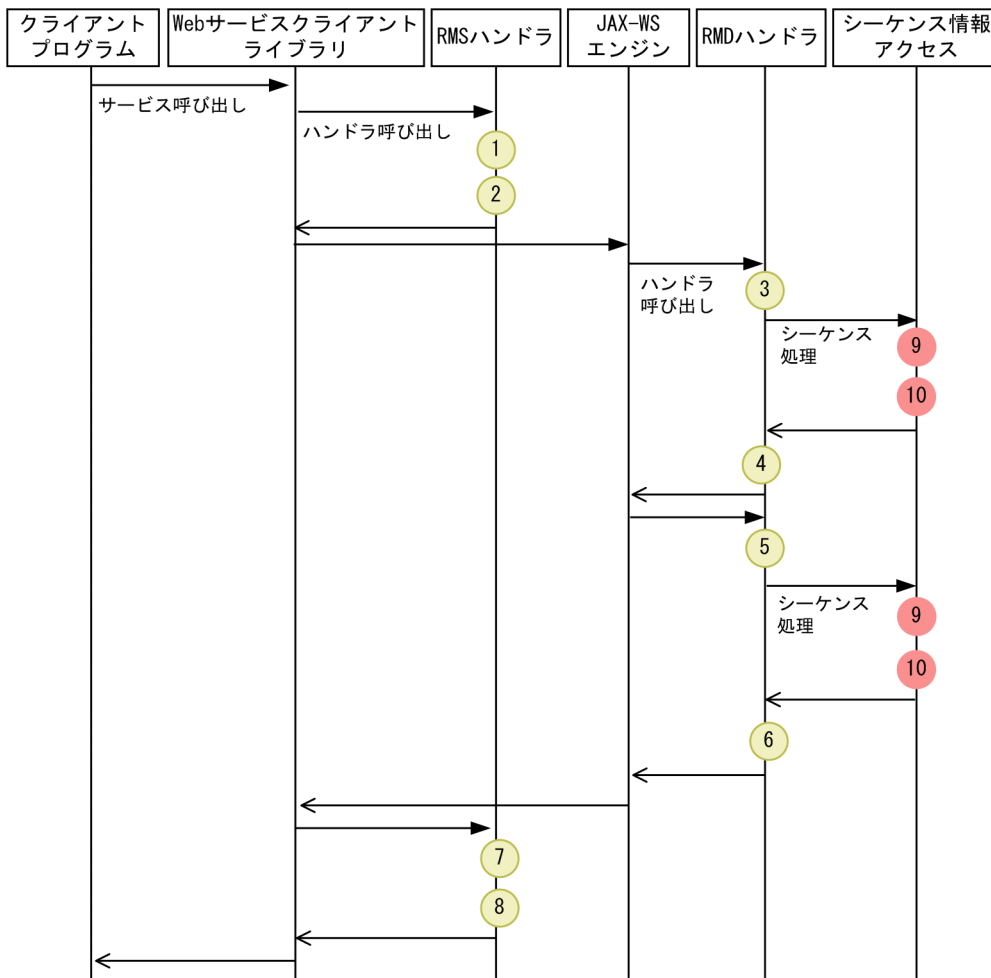 クライアント
プログラム
Webサービスクライアント
ライブラリ
RMSハンドラ
JAX-WS
エンジン
RMDハンドラ
シーケンス情報
アクセス
サービス呼び出し
ハンドラ呼び出し
1
2
ハンドラ
呼び出し
3
シーケンス
処理
9
10
4
5
シーケンス
処理
9
10
6
7
8